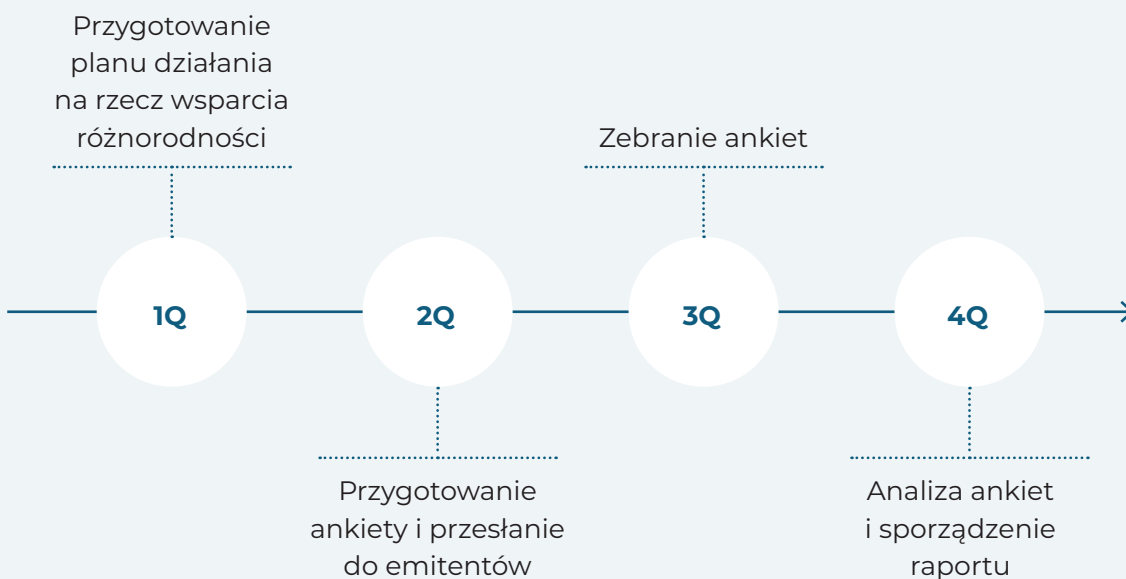 Przygotowanie
planu działania
na rzecz wsparcia
różnorodności
Zebranie ankiet
1Q
2Q
3Q
4Q
Przygotowanie
ankiety i przesłanie
do emitentów
Analiza ankiet
i sporządzenie
raportu